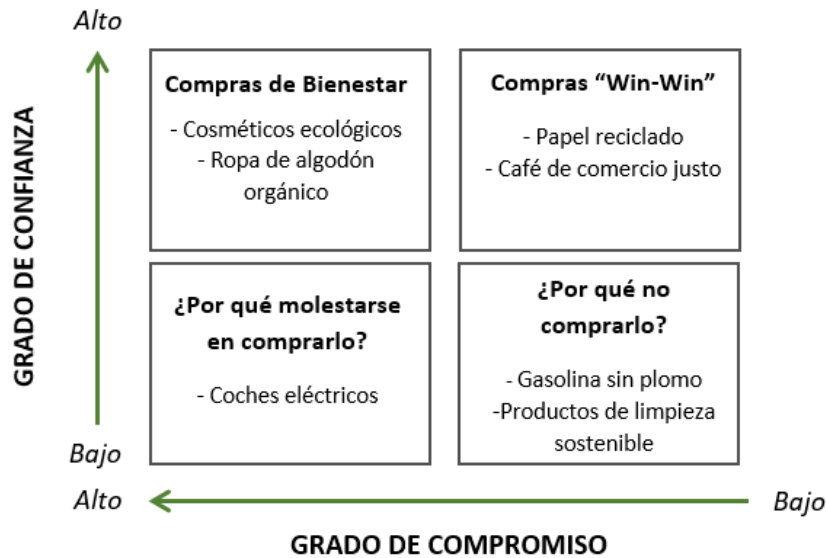 Alto
GRADO DE CONFIANZA
Compras de Bienestar
- Cosméticos ecológicos
- Ropa de algodón
orgánico
Compras “Win-Win”
- Papel reciclado
- Café de comercio justo
¿Por qué molestarse
en comprarlo?
- Coches eléctricos
¿Por qué no
comprarlo?
- Gasolina sin plomo
-Productos de limpieza
sostenible
Bajo
Alto
Bajo
GRADO DE COMPROMISO